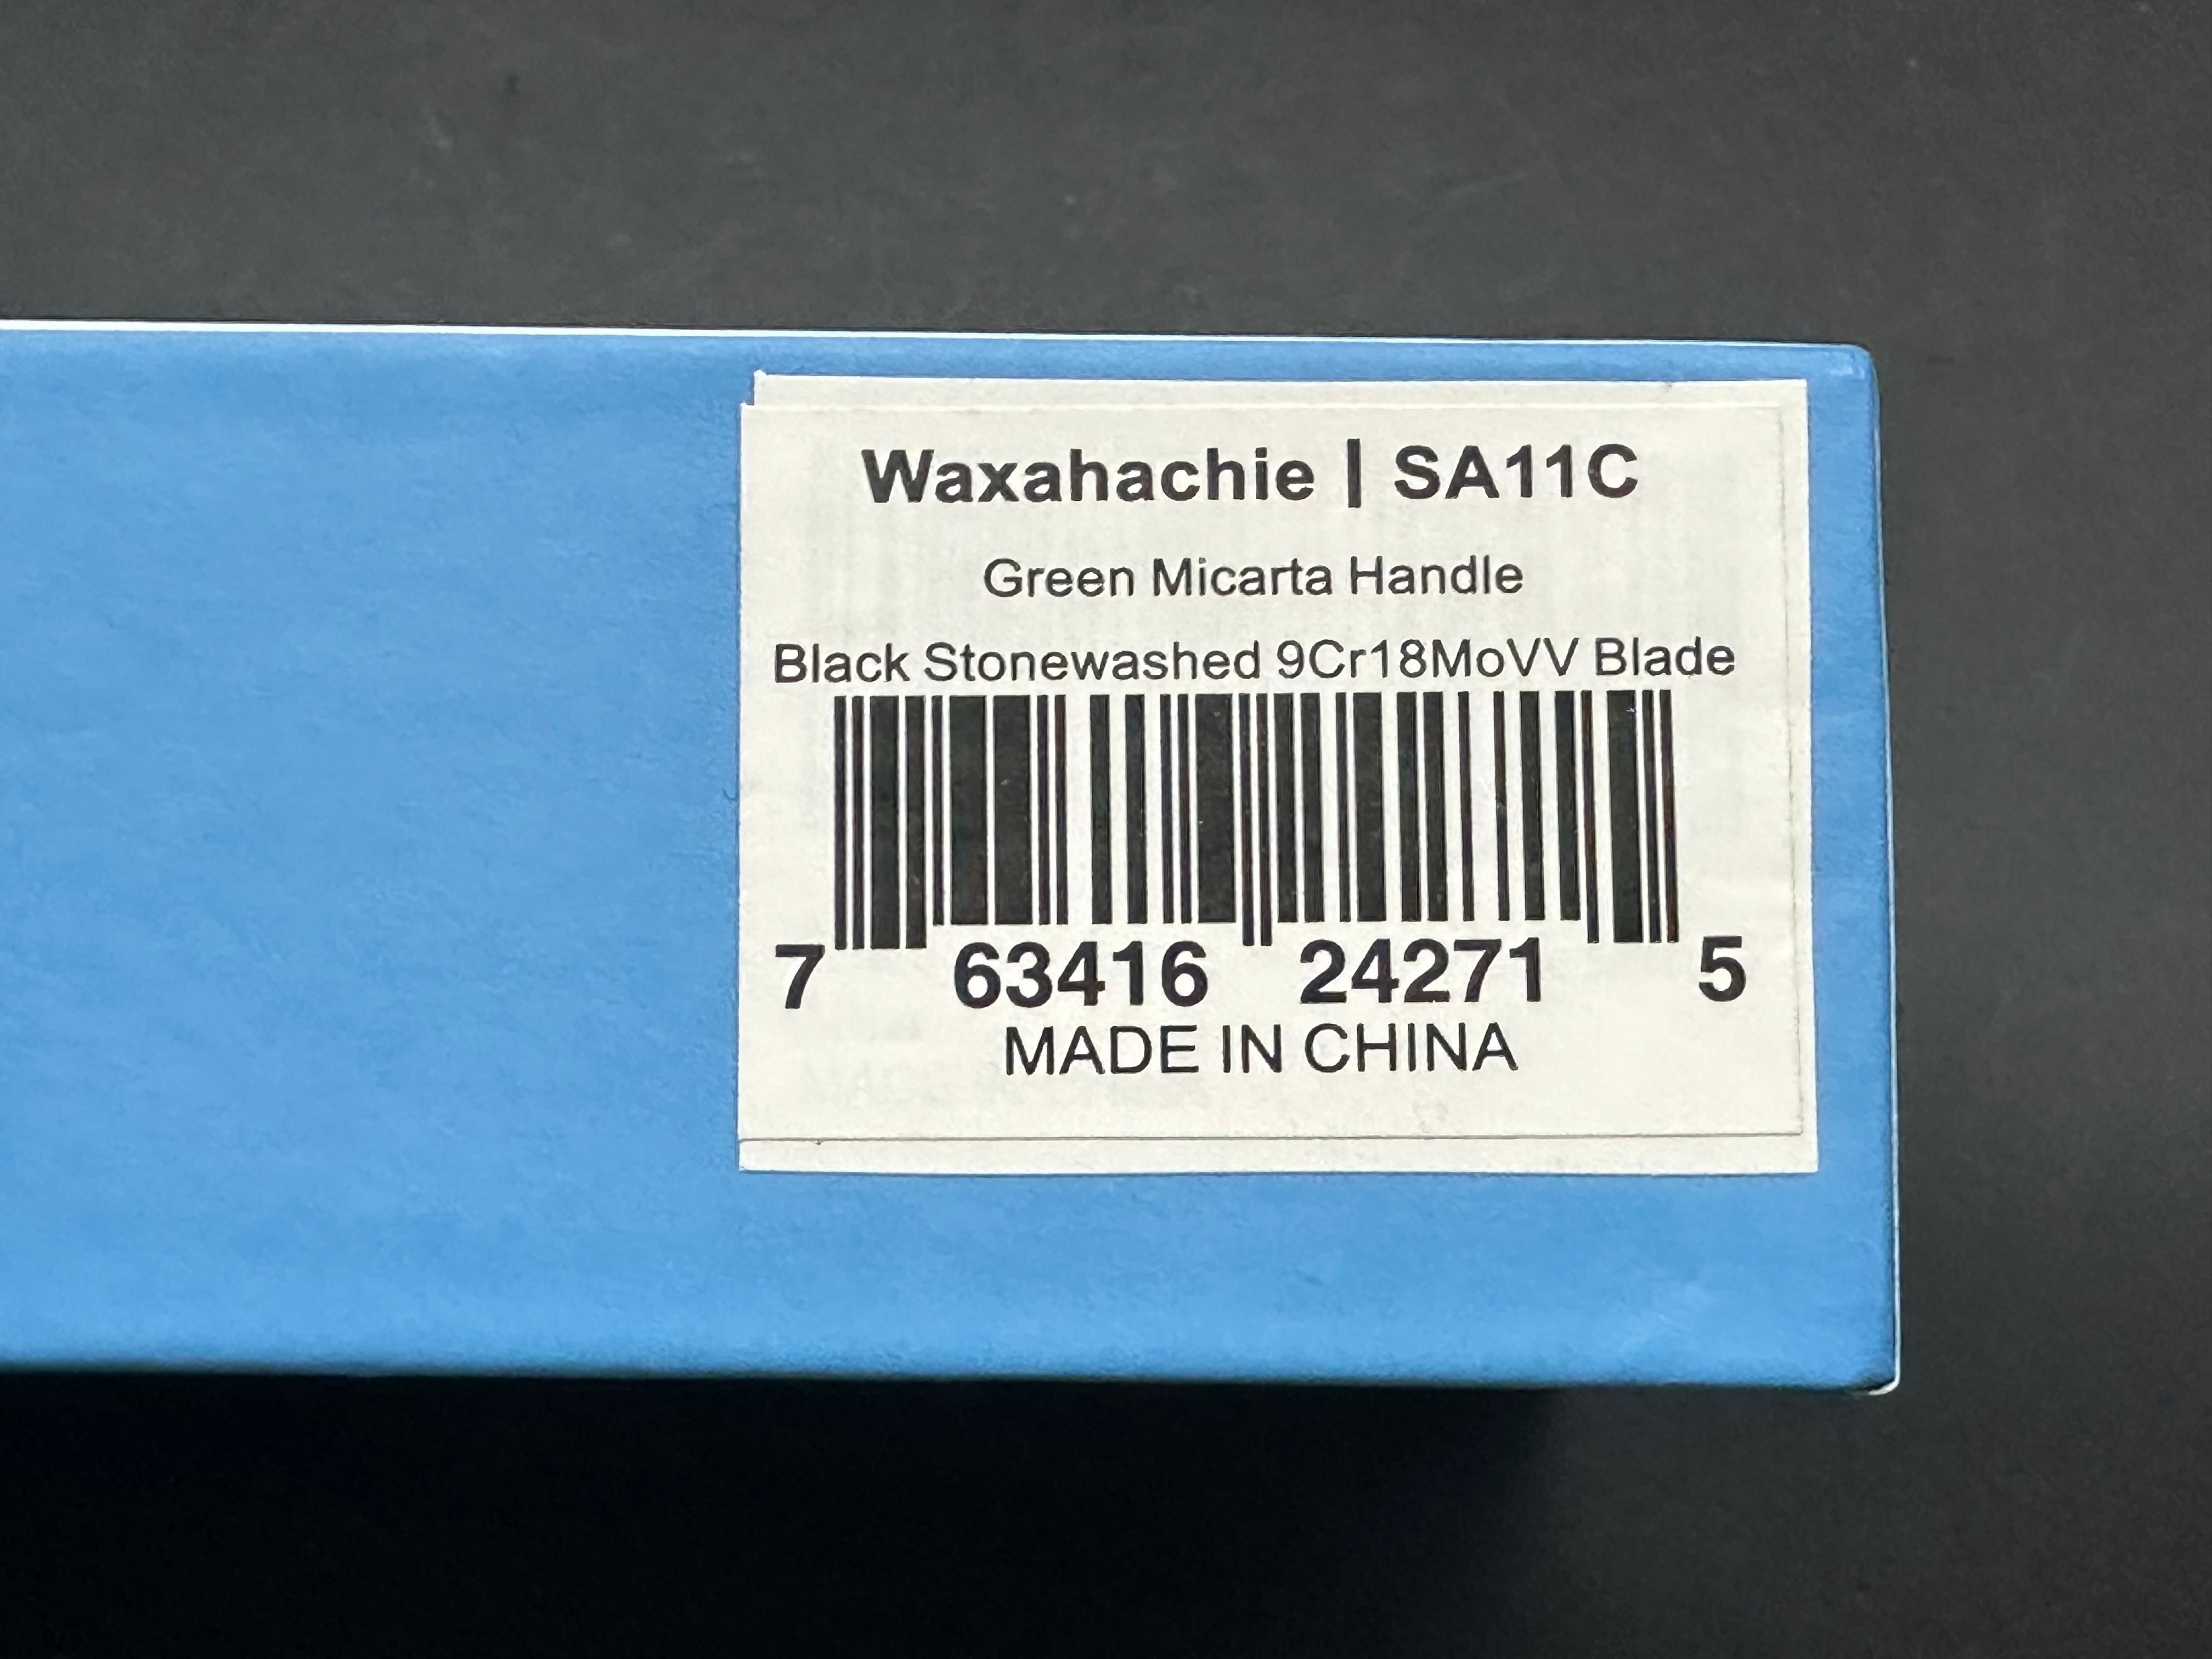 Waxahachie | SA11C
Green Micarta Handle
Black Stonewashed 9Cr18MoVV Blade
7 63416 24271 5
MADE IN CHINA